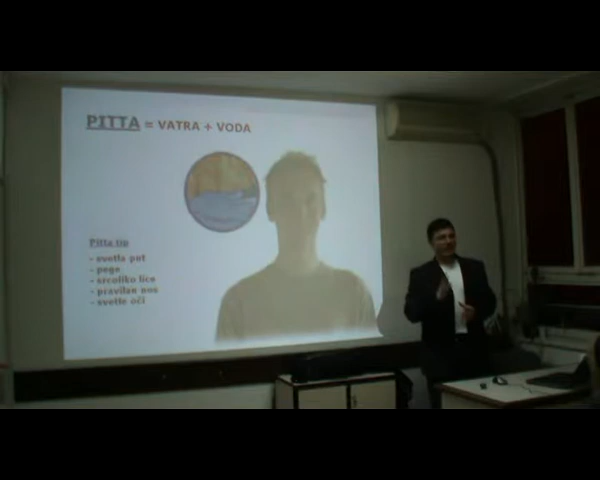 PITTA = VATRA + VODA
Pitta tip
- svetla put
- pege
- srcoliko lice
- pravilan nos
- svetle oči